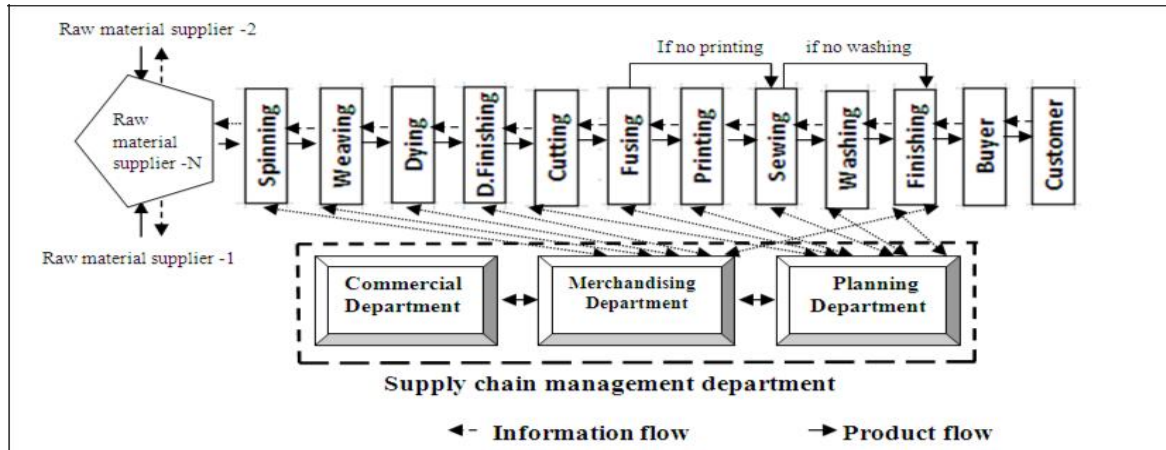 Raw material supplier -2
If no printing
if no washing
Raw
material
supplier -N
Spinning
Weaving
Dying
D.Finishing
Cutting
Fusing
Printing
Sewing
Washing
Finishing
Buyer
Customer
Raw material supplier -1
Commercial
Department
Merchandising
Department
Planning
Department
Supply chain management department
Information flow
Product flow